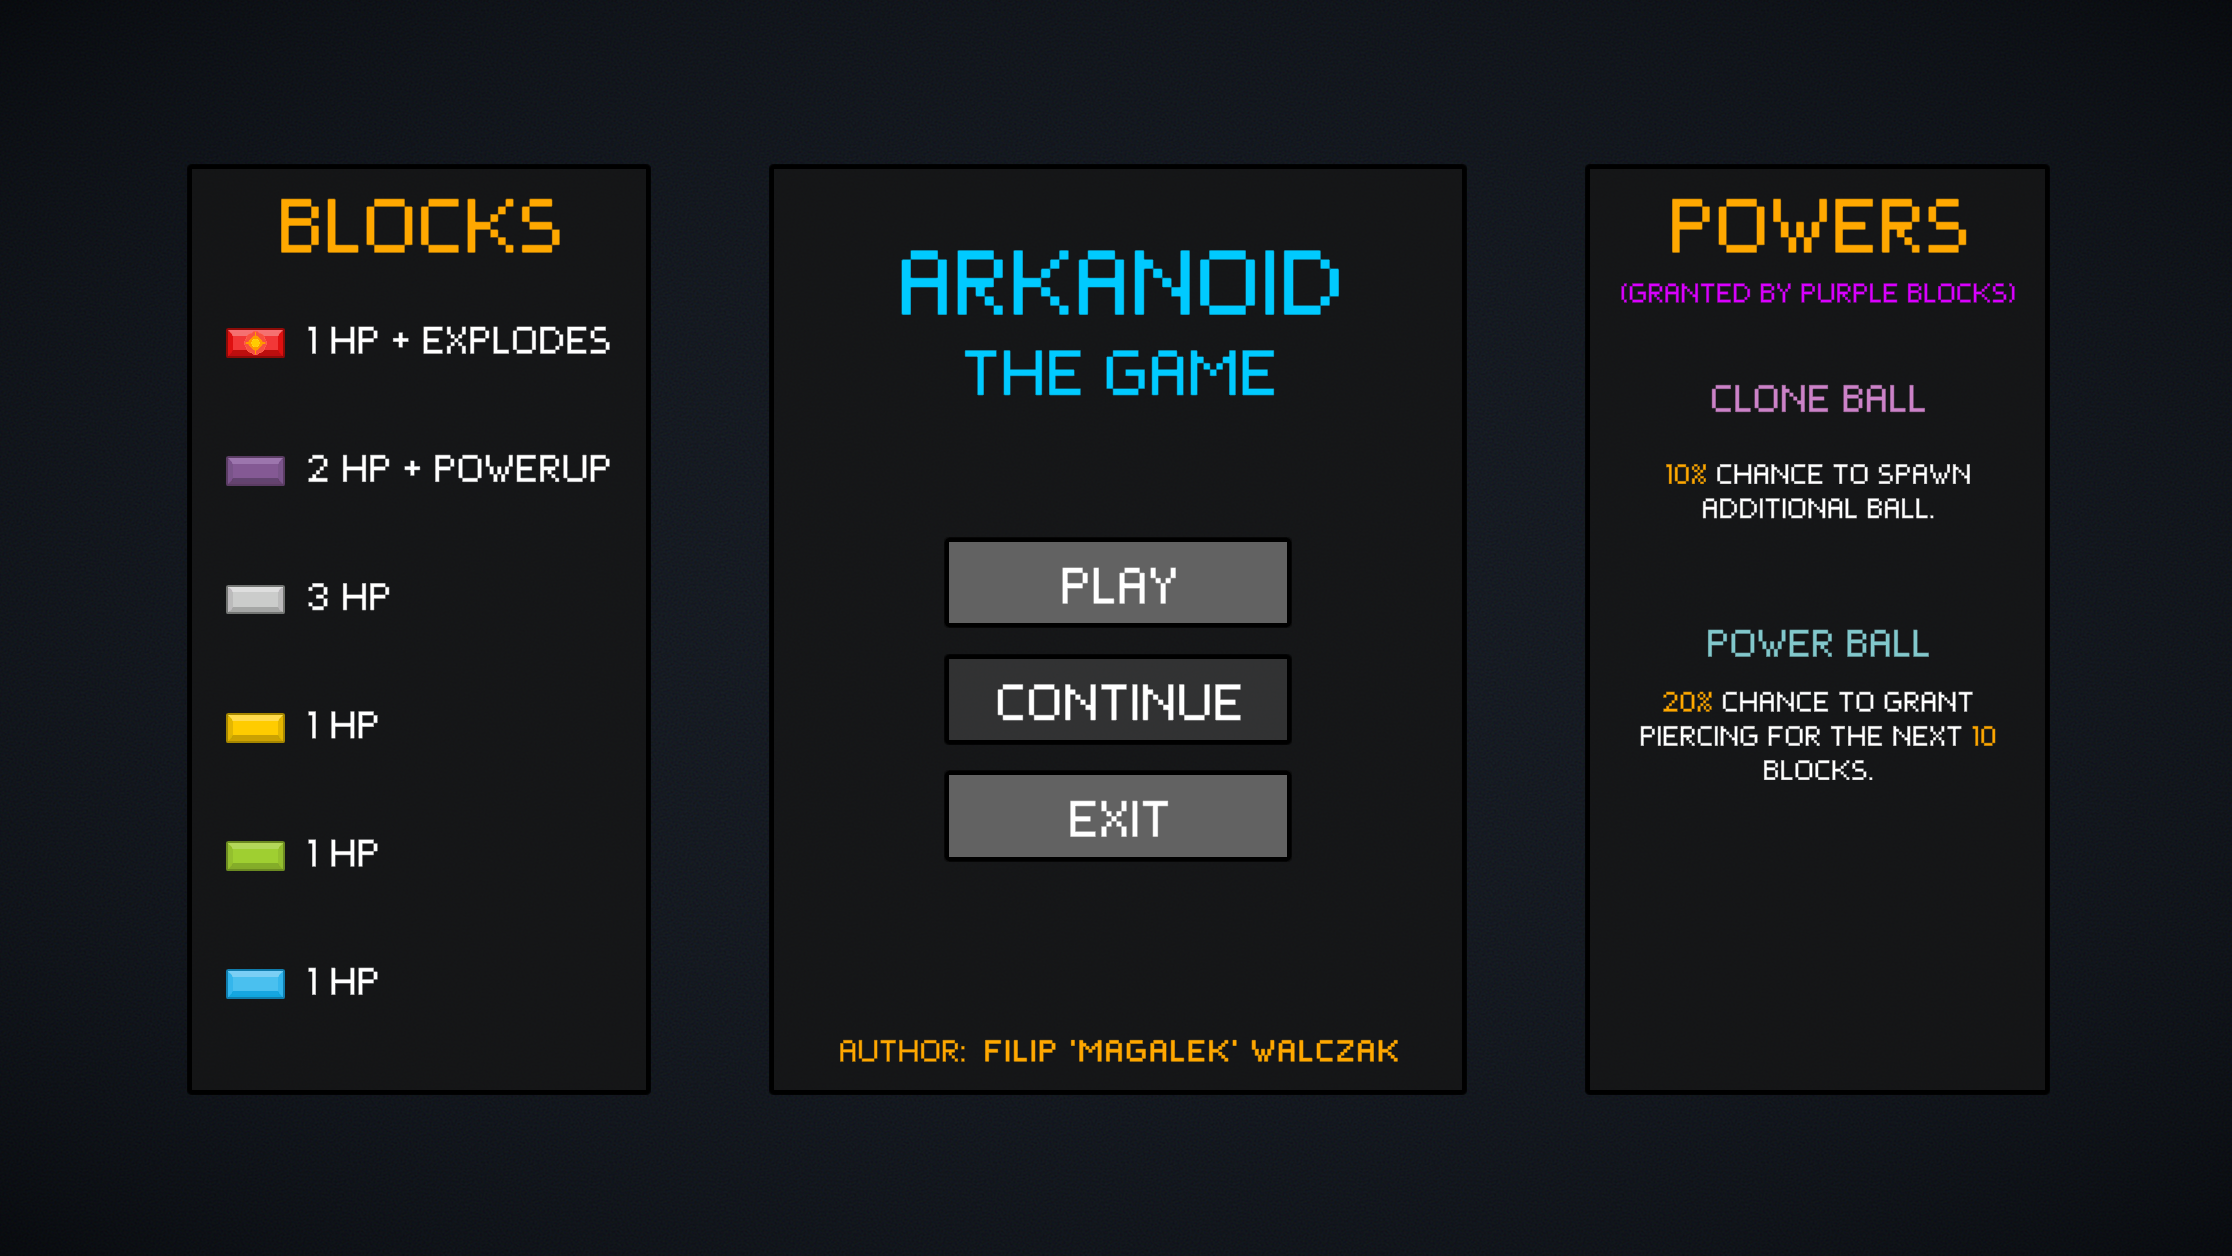 BLOCKS
1 HP + EXPLODES
2 HP + POWERUP
3 HP
1 HP
1 HP
1 HP
ARKANOID
THE GAME
PLAY
CONTINUE
EXIT
AUTHOR: FILIP 'MAGALEK' WALCZAK
POWERS
(GRANTED BY PURPLE BLOCKS)
CLONE BALL
10% CHANCE TO SPAWN
ADDITIONAL BALL.
POWER BALL
20% CHANCE TO GRANT
PIERCING FOR THE NEXT 10
BLOCKS.